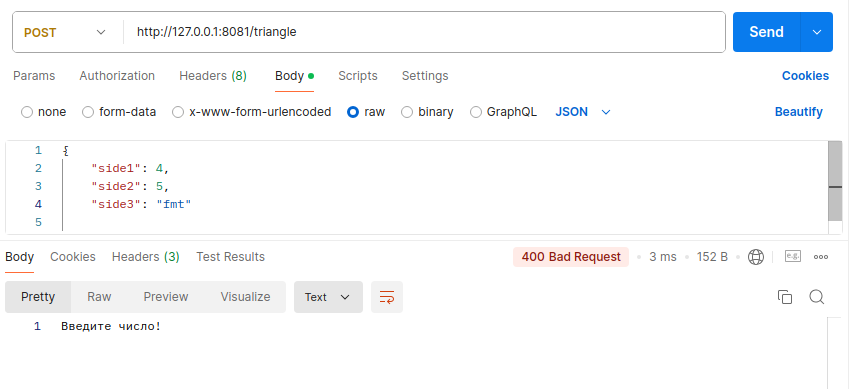 POST http://127.0.0.1:8081/triangle Send
Params Authorization Headers (8) Body Scripts Settings Cookies
none form-data x-www-form-urlencoded raw binary GraphQL JSON Beautify
1 {
2 "side1": 4,
3 "side2": 5,
4 "side3": "fmt"
5
Body Cookies Headers (3) Test Results 400 Bad Request 3 ms 152 B e.g.
Pretty Raw Preview Visualize Text
1 Введите число!